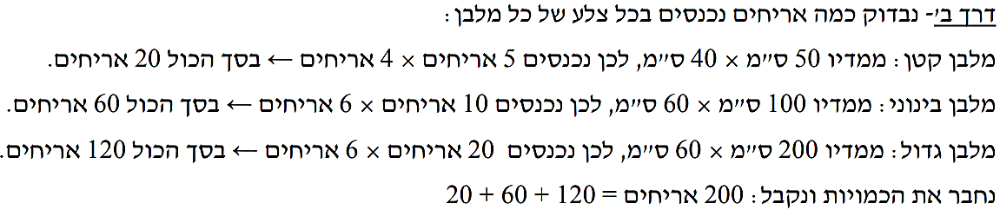 דרך ב'- נבדוק כמה אריחים נכנסים בכל צלע של כל מלבן:
מלבן קטן: ממדיו 50 ס"מ × 40 ס"מ, לכן נכנסים 5 אריחים × 4 אריחים ← בסך הכול 20 אריחים.
מלבן בינוני: ממדיו 100 ס"מ × 60 ס"מ, לכן נכנסים 10 אריחים × 6 אריחים ← בסך הכול 60 אריחים.
מלבן גדול: ממדיו 200 ס"מ × 60 ס"מ, לכן נכנסים 20 אריחים × 6 אריחים ← בסך הכול 120 אריחים.
נחבר את הכמויות ונקבל: 200 אריחים = 120 + 60 + 20